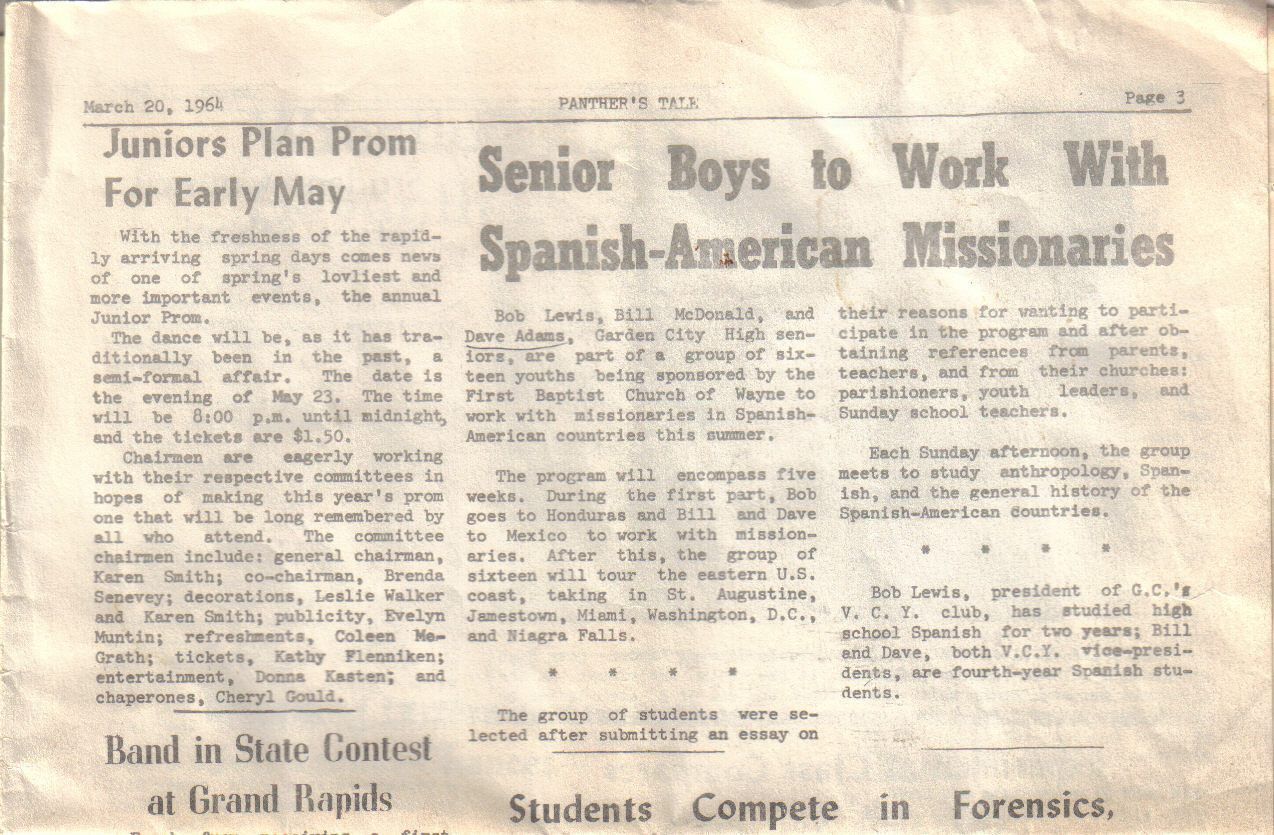 March 20, 1964 PANTHER'S TALE Page 3
Juniors Plan Prom
For Early May
With the freshness of the rapid-
ly arriving spring days comes news
of one of spring's lovliest and
more important events, the annual
Junior Prom.
The dance will be, as it has tra-
ditionally been in the past, a
semi-formal affair. The date is
the evening of May 23. The time
will be 8:00 p.m. until midnight,
and the tickets are $1.50.
Chairmen are eagerly working
with their respective committees in
hopes of making this year's prom
one that will be long remembered by
all who attend. The committee
chairmen include: general chairman,
Karen Smith; co-chairman, Brenda
Senevey; decorations, Leslie Walker
and Karen Smith; publicity, Evelyn
Muntin; refreshments, Coleen Mc-
Grath; tickets, Kathy Flenniken;
entertainment, Donna Kasten; and
chaperones, Cheryl Gould.
Band in State Contest
at Grand Rapids
Senior Boys to Work With
Spanish-American Missionaries
Bob Lewis, Bill McDonald, and
Dave Adams, Garden City High sen-
iors, are part of a group of six-
teen youths being sponsored by the
First Baptist Church of Wayne to
work with missionaries in Spanish-
American countries this summer.
The program will encompass five
weeks. During the first part, Bob
goes to Honduras and Bill and Dave
to Mexico to work with mission-
aries. After this, the group of
sixteen will tour the eastern U.S.
coast, taking in St. Augustine,
Jamestown, Miami, Washington, D.C.,
and Niagra Falls.
* * * *
The group of students were se-
lected after submitting an essay on
their reasons for wanting to parti-
cipate in the program and after ob-
taining references from parents,
teachers, and from their churches:
parishioners, youth leaders, and
Sunday school teachers.
Each Sunday afternoon, the group
meets to study anthropology, Span-
ish, and the general history of the
Spanish-American countries.
* * * *
Bob Lewis, president of G.C.'s
V. C. Y. club, has studied high
school Spanish for two years; Bill
and Dave, both V.C.Y. vice-presi-
dents, are fourth-year Spanish stu-
dents.
Students Compete in Forensics,